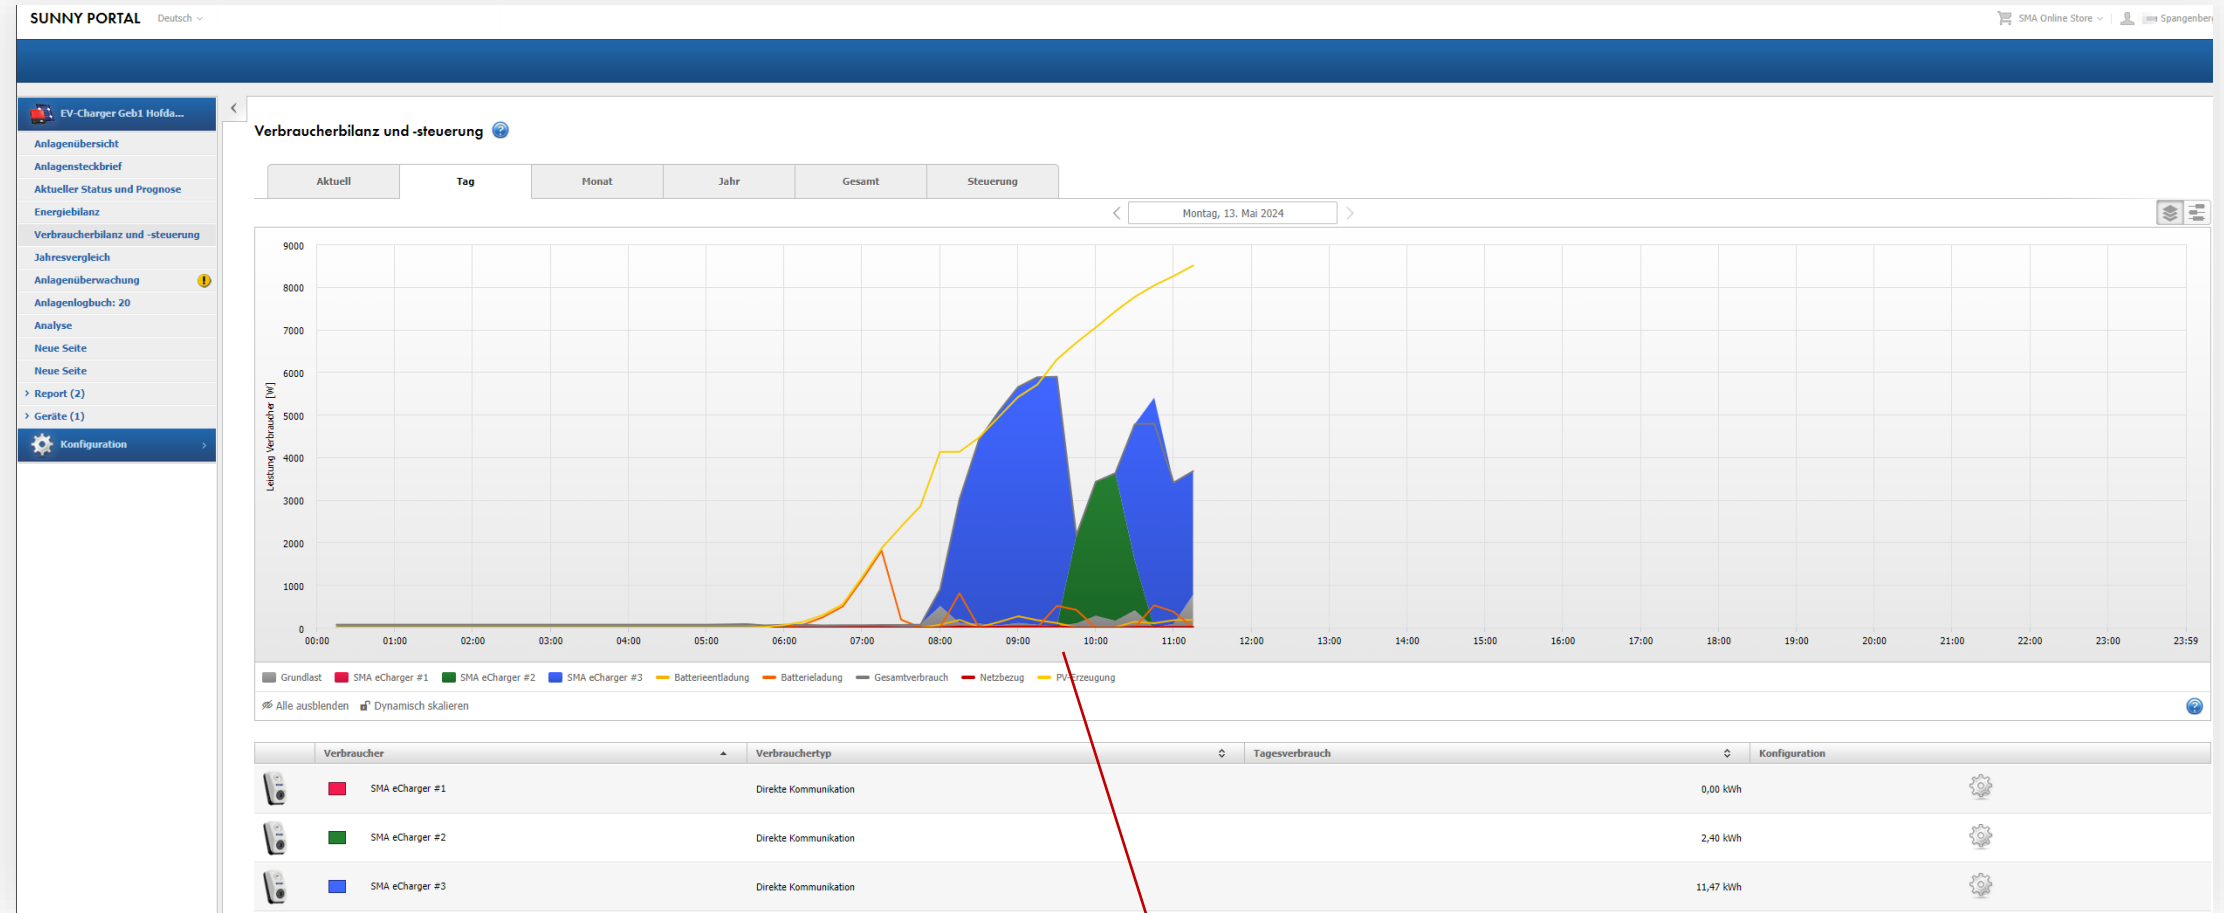 SUNNY PORTAL Deutsch
SMA Online Store Spangenber
EV-Charger Geb1 Hofda...
Anlagenübersicht
Anlagensteckbrief
Aktueller Status und Prognose
Energiebilanz
Verbraucherbilanz und -steuerung
Jahresvergleich
Anlagenüberwachung
Anlagenlogbuch: 20
Analyse
Neue Seite
Neue Seite
Report (2)
Geräte (1)
Konfiguration
Verbraucherbilanz und -steuerung
Aktuell Tag Monat Jahr Gesamt Steuerung
Montag, 13. Mai 2024
Leistung Verbraucher [W]
9000
8000
7000
6000
5000
4000
3000
2000
1000
0
00:00 01:00 02:00 03:00 04:00 05:00 06:00 07:00 08:00 09:00 10:00 11:00 12:00 13:00 14:00 15:00 16:00 17:00 18:00 19:00 20:00 21:00 22:00 23:00 23:59
Grundlast SMA eCharger #1 SMA eCharger #2 SMA eCharger #3 Batterieentladung Batterieladung Gesamtverbrauch Netzbezug PV-Erzeugung
Alle ausblenden Dynamisch skalieren
Verbraucher Verbrauchertyp Tagesverbrauch Konfiguration
SMA eCharger #1 Direkte Kommunikation 0,00 kWh
SMA eCharger #2 Direkte Kommunikation 2,40 kWh
SMA eCharger #3 Direkte Kommunikation 11,47 kWh